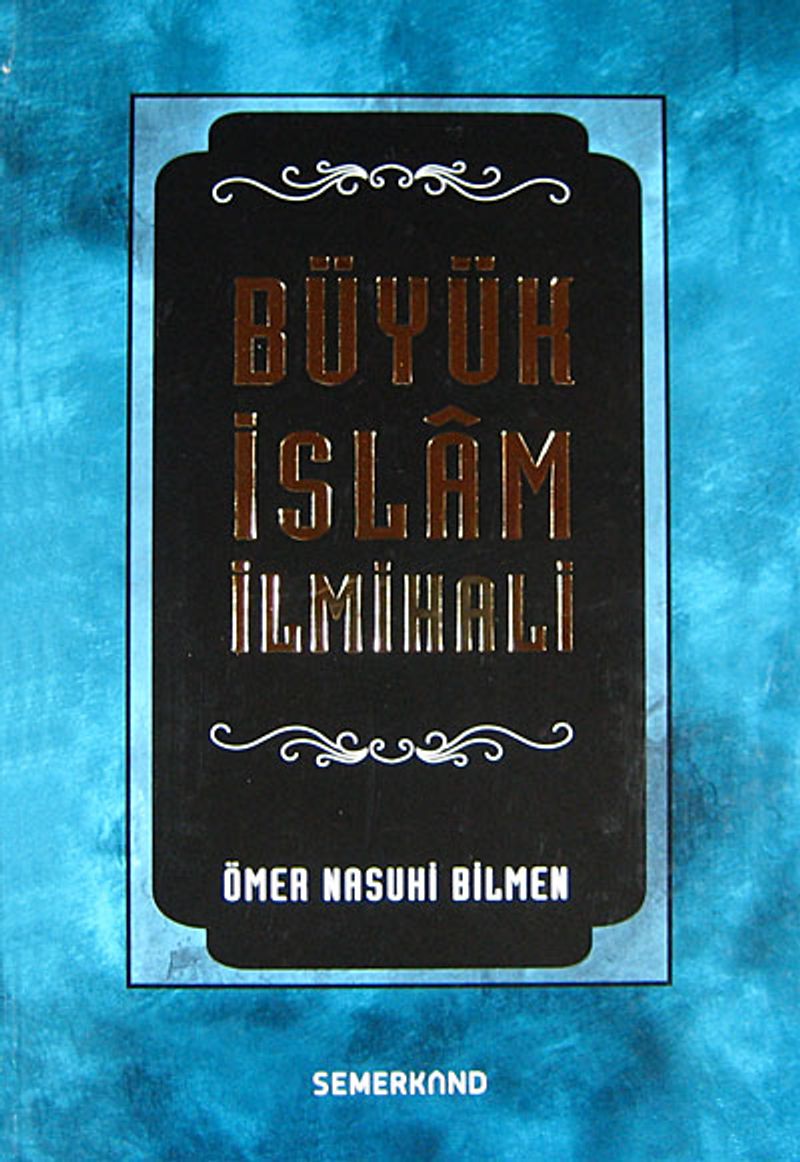 BÜYÜK
İSLÂM
İLMİHALİ
ÖMER NASUHİ BİLMEN
SEMERKAND